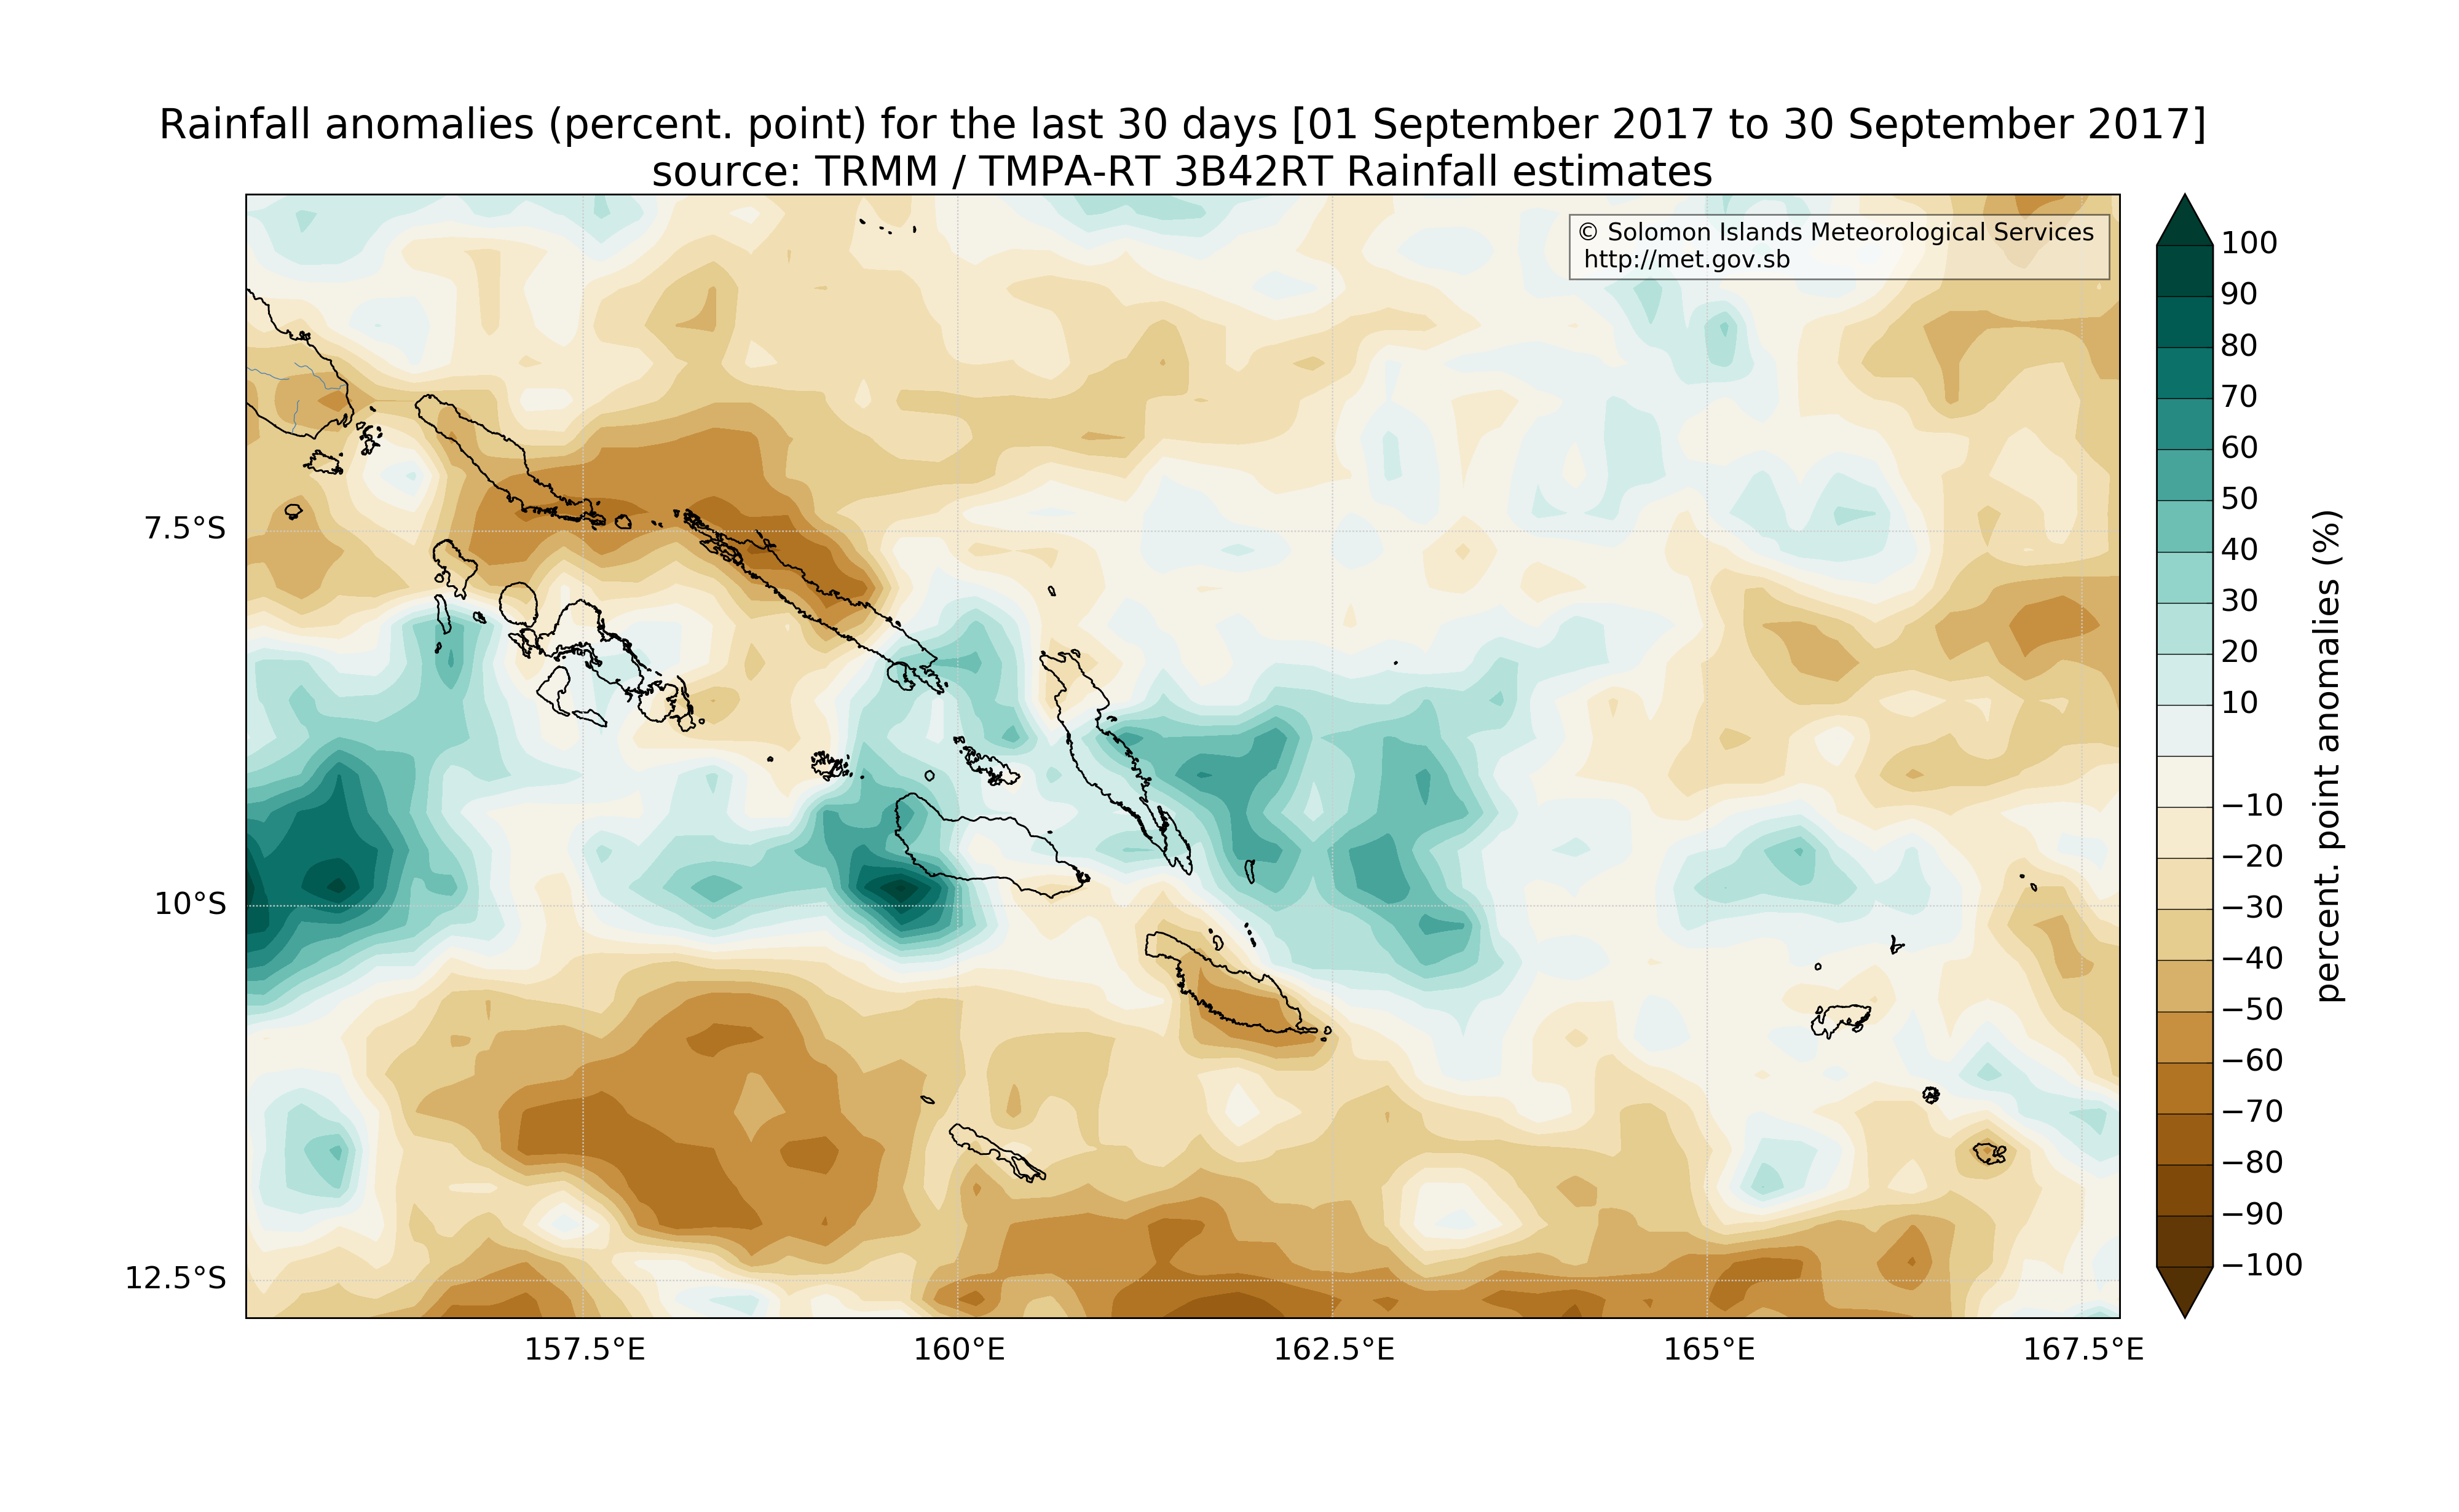 Rainfall anomalies (percent. point) for the last 30 days [01 September 2017 to 30 September 2017]
source: TRMM / TMPA-RT 3B42RT Rainfall estimates
© Solomon Islands Meteorological Services
http://met.gov.sb
7.5°S
10°S
12.5°S
157.5°E
160°E
162.5°E
165°E
167.5°E
100
90
80
70
60
50
40
30
20
10
−10
−20
−30
−40
−50
−60
−70
−80
−90
−100
percent. point anomalies (%)